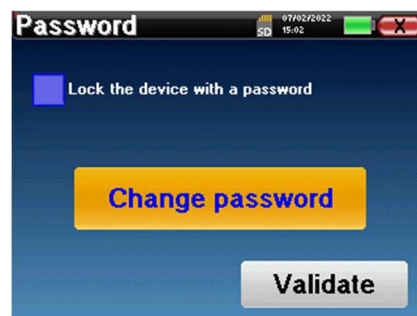 Password
SD
07/02/2022
15:02
X
Lock the device with a password
Change password
Validate